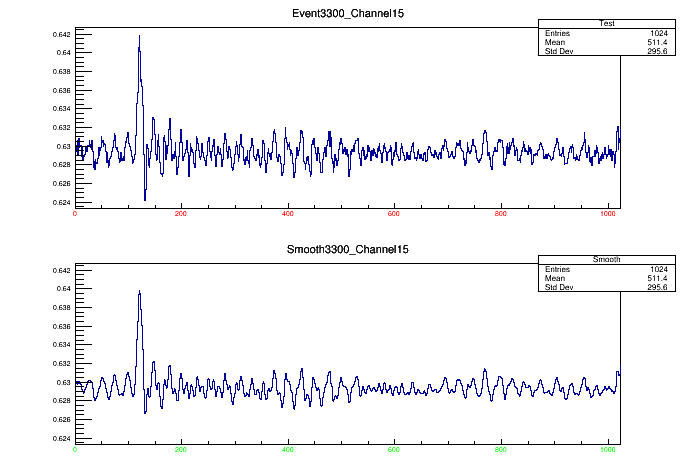 Event3300_Channel15
Test
Entries 1024
Mean 511.4
Std Dev 295.6
0.642
0.64
0.638
0.636
0.634
0.632
0.63
0.628
0.626
0.624
0 200 400 600 800 1000
Smooth3300_Channel15
Smooth
Entries 1024
Mean 511.4
Std Dev 295.6
0.642
0.64
0.638
0.636
0.634
0.632
0.63
0.628
0.626
0.624
0 200 400 600 800 1000